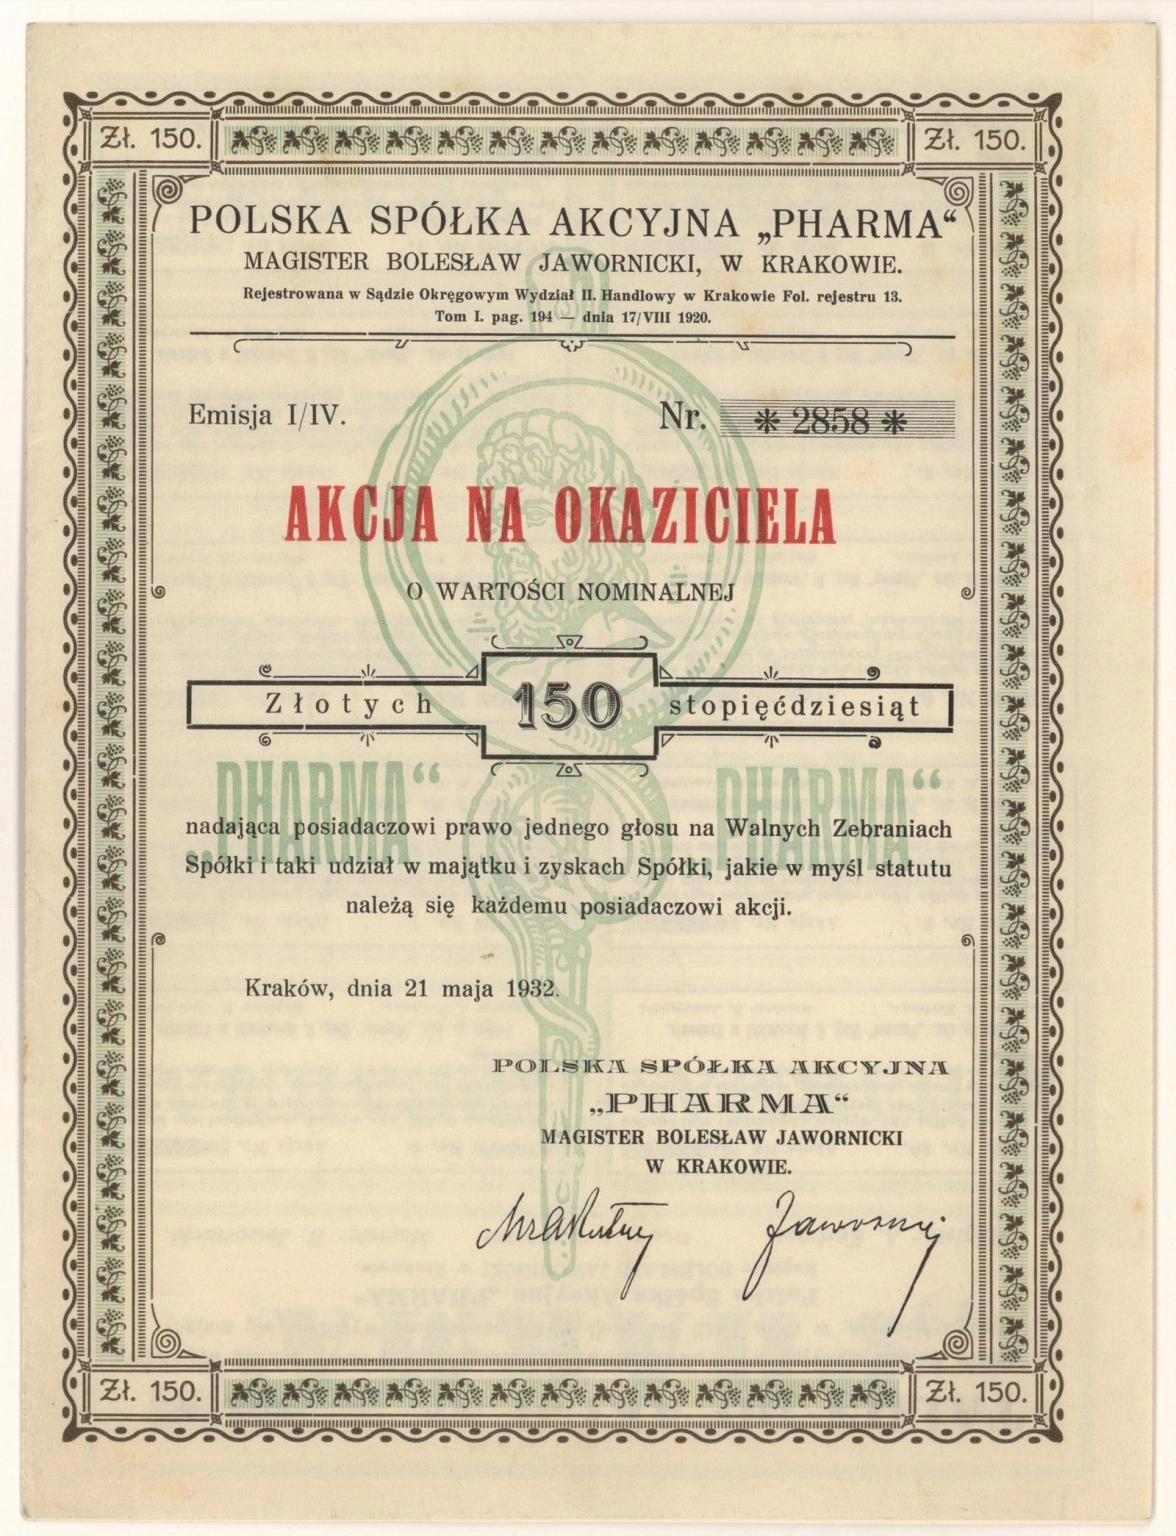 Zł. 150. Zł. 150.
POLSKA SPÓŁKA AKCYJNA „PHARMA“
MAGISTER BOLESŁAW JAWORNICKI, W KRAKOWIE.
Rejestrowana w Sądzie Okręgowym Wydział II. Handlowy w Krakowie Fol. rejestru 13.
Tom I. pag. 194 — dnia 17/VIII 1920.
Emisja I/IV. Nr. * 2858 *
AKCJA NA OKAZICIELA
O WARTOŚCI NOMINALNEJ
Złotych 150 stopięćdziesiąt
„PHARMA“ „PHARMA“
nadająca posiadaczowi prawo jednego głosu na Walnych Zebraniach
Spółki i taki udział w majątku i zyskach Spółki, jakie w myśl statutu
należą się każdemu posiadaczowi akcji.
Kraków, dnia 21 maja 1932.
POLSKA SPÓŁKA AKCYJNA
„PHARMA“
MAGISTER BOLESŁAW JAWORNICKI
W KRAKOWIE.
Zł. 150. Zł. 150.